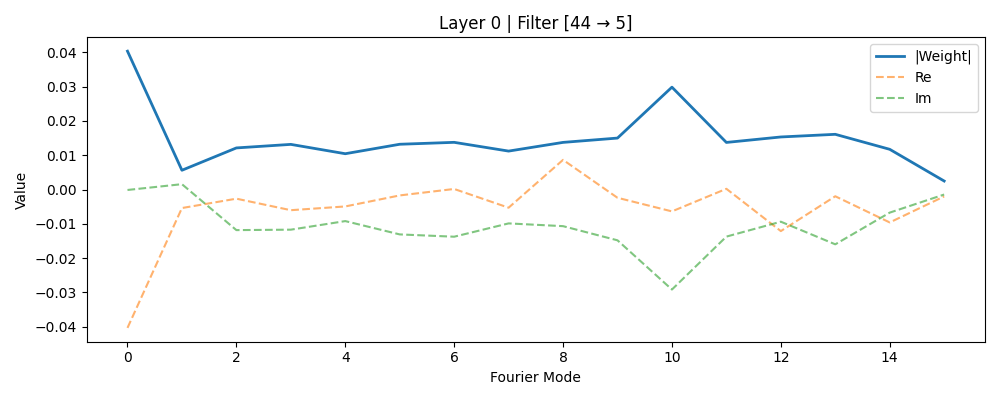 Layer 0 | Filter [44 → 5]
0.04
0.03
0.02
0.01
0.00
−0.01
−0.02
−0.03
−0.04
Value
|Weight|
Re
Im
0 2 4 6 8 10 12 14
Fourier Mode